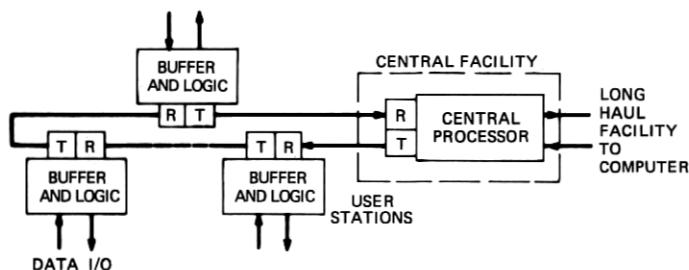 BUFFER
AND LOGIC
R T
CENTRAL FACILITY
R
T
CENTRAL
PROCESSOR
LONG
HAUL
FACILITY
TO
COMPUTER
T R
BUFFER
AND LOGIC
T R
BUFFER
AND LOGIC
USER
STATIONS
DATA I/O